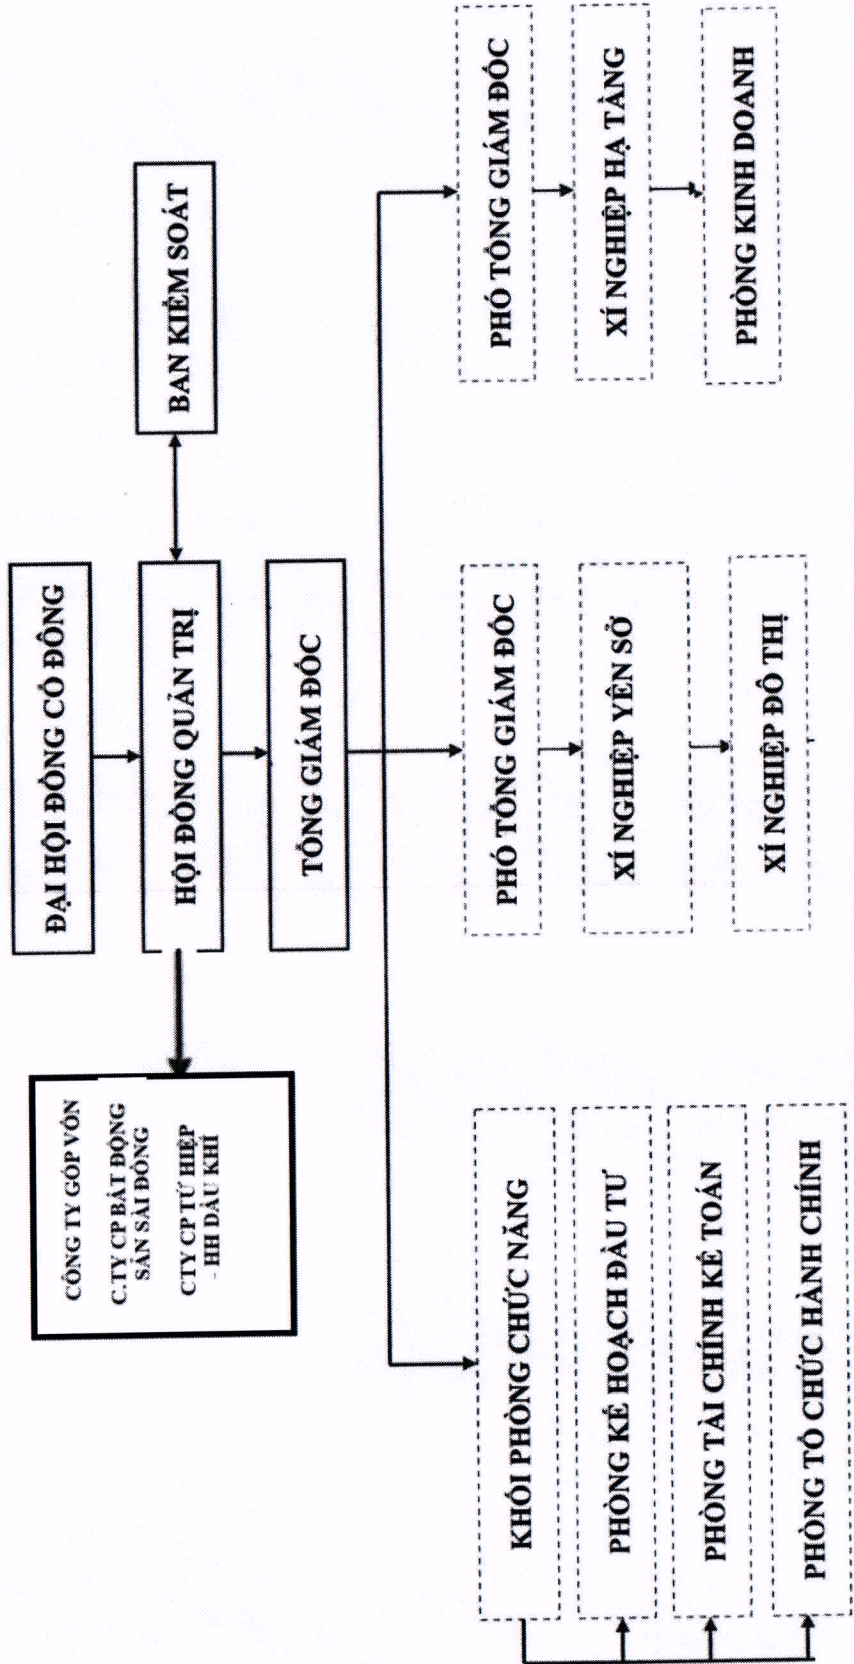 ĐẠI HỘI ĐỒNG CỔ ĐÔNG
HỘI ĐỒNG QUẢN TRỊ
BAN KIỂM SOÁT
CÔNG TY GÓP VỐN
C.TY CP BẤT ĐỘNG
SẢN SÀI ĐỒNG
CTY CP TỨ HIỆP
- HH DẦU KHÍ
TỔNG GIÁM ĐỐC
KHỐI PHÒNG CHỨC NĂNG
PHÒNG KẾ HOẠCH ĐẦU TƯ
PHÒNG TÀI CHÍNH KẾ TOÁN
PHÒNG TỔ CHỨC HÀNH CHÍNH
PHÓ TỔNG GIÁM ĐỐC
XÍ NGHIỆP YÊN SỞ
XÍ NGHIỆP ĐÔ THỊ
PHÓ TỔNG GIÁM ĐỐC
XÍ NGHIỆP HẠ TẦNG
PHÒNG KINH DOANH